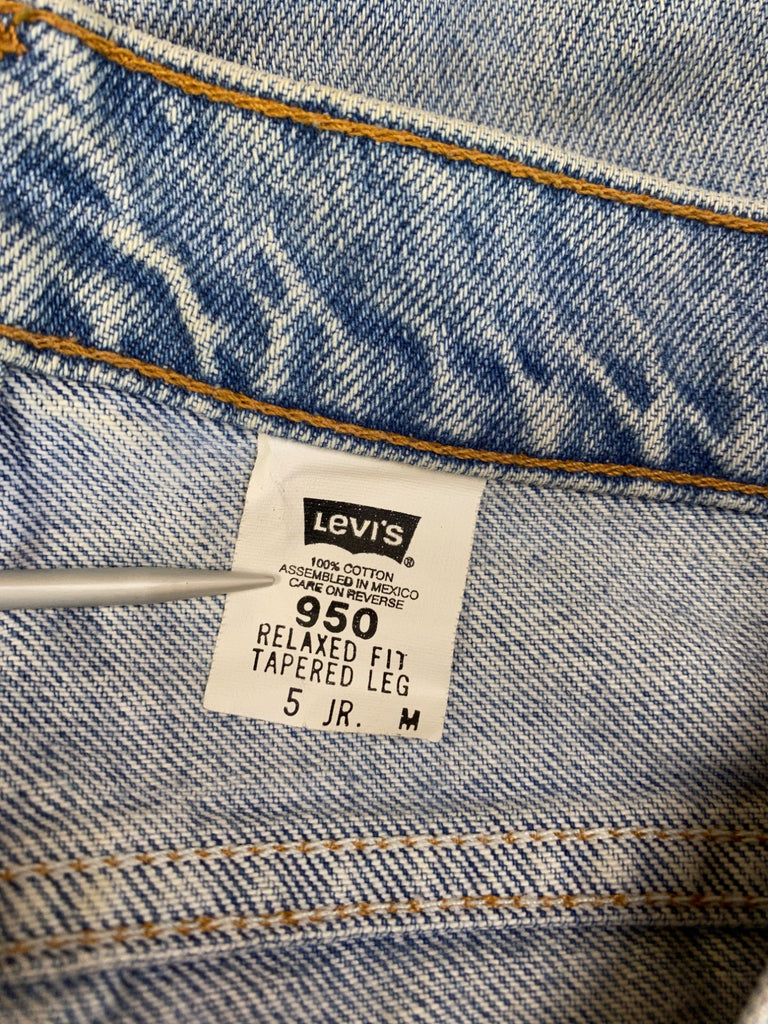 Levi's®
100% COTTON
ASSEMBLED IN MEXICO
CARE ON REVERSE
950
RELAXED FIT
TAPERED LEG
5 JR. M